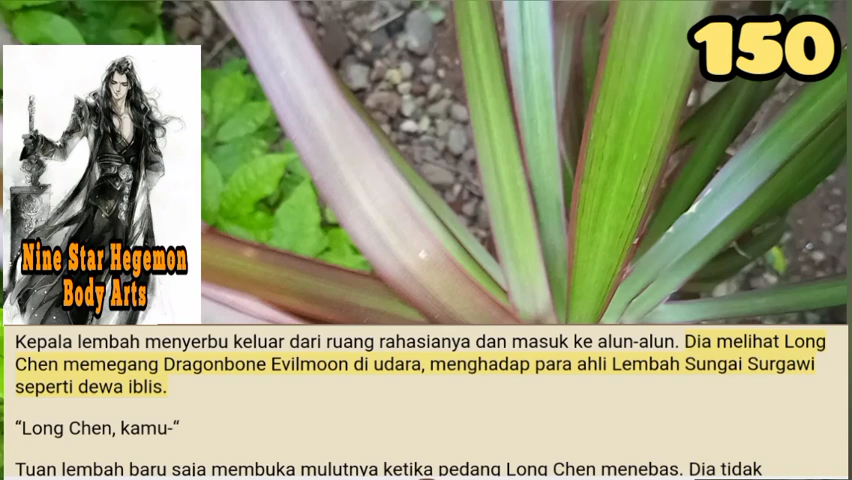 150
Nine Star Hegemon
Body Arts
Kepala lembah menyerbu keluar dari ruang rahasianya dan masuk ke alun-alun. Dia melihat Long
Chen memegang Dragonbone Evilmoon di udara, menghadap para ahli Lembah Sungai Surgawi
seperti dewa iblis.
“Long Chen, kamu-“
Tuan lembah baru saja membuka mulutnya ketika pedang Long Chen menebas. Dia tidak